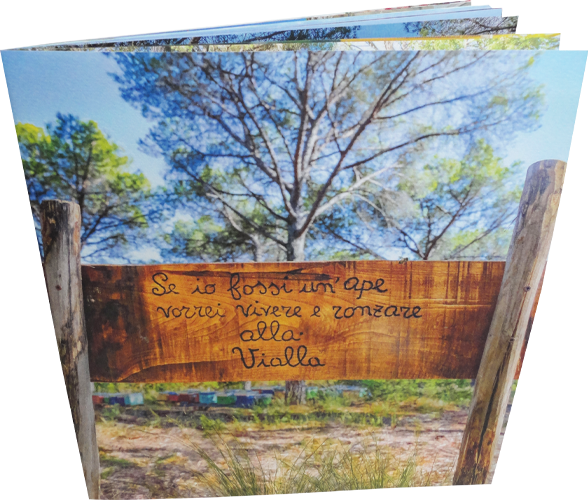 Se io fossi un'ape
vorrei vivere e ronzare
alla
Vialla